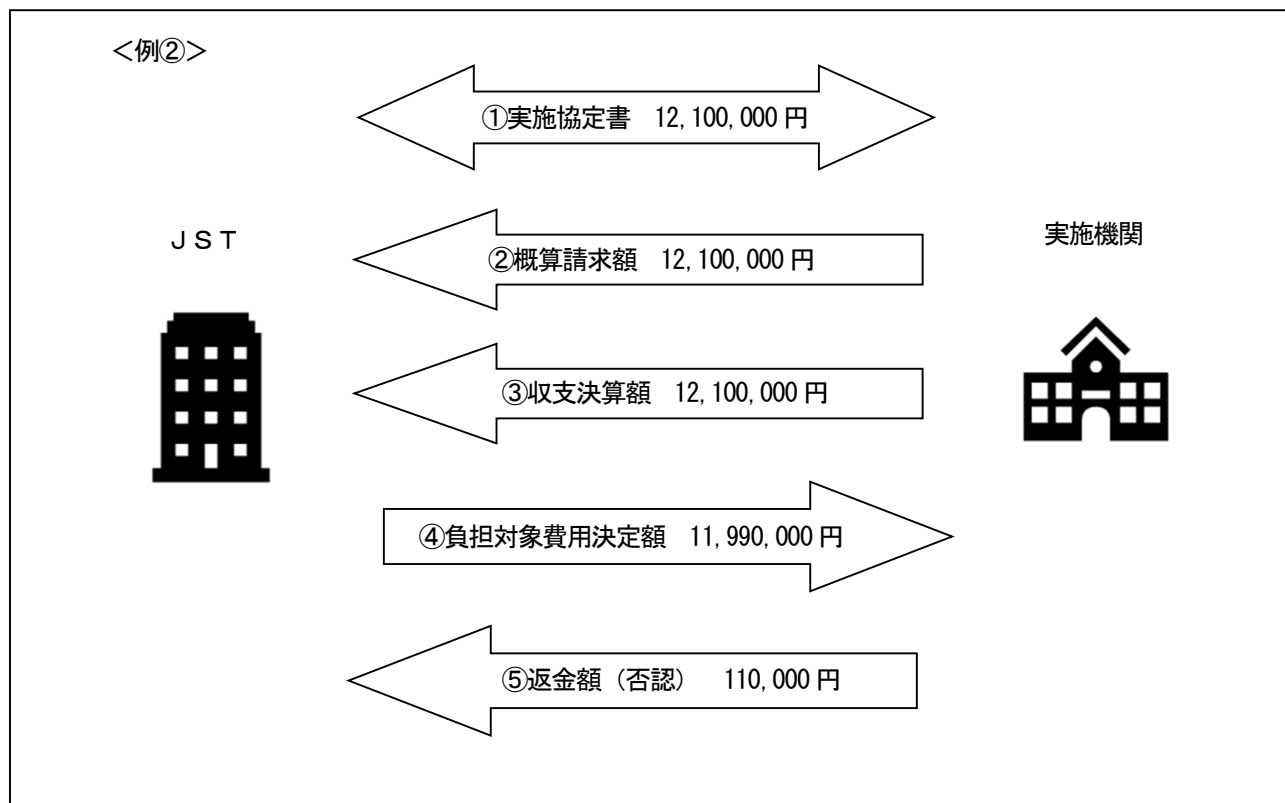 ＜例②＞
①実施協定書　12,100,000 円
ＪＳＴ
実施機関
②概算請求額　12,100,000 円
③収支決算額　12,100,000 円
④負担対象費用決定額　11,990,000 円
⑤返金額（否認）　110,000 円